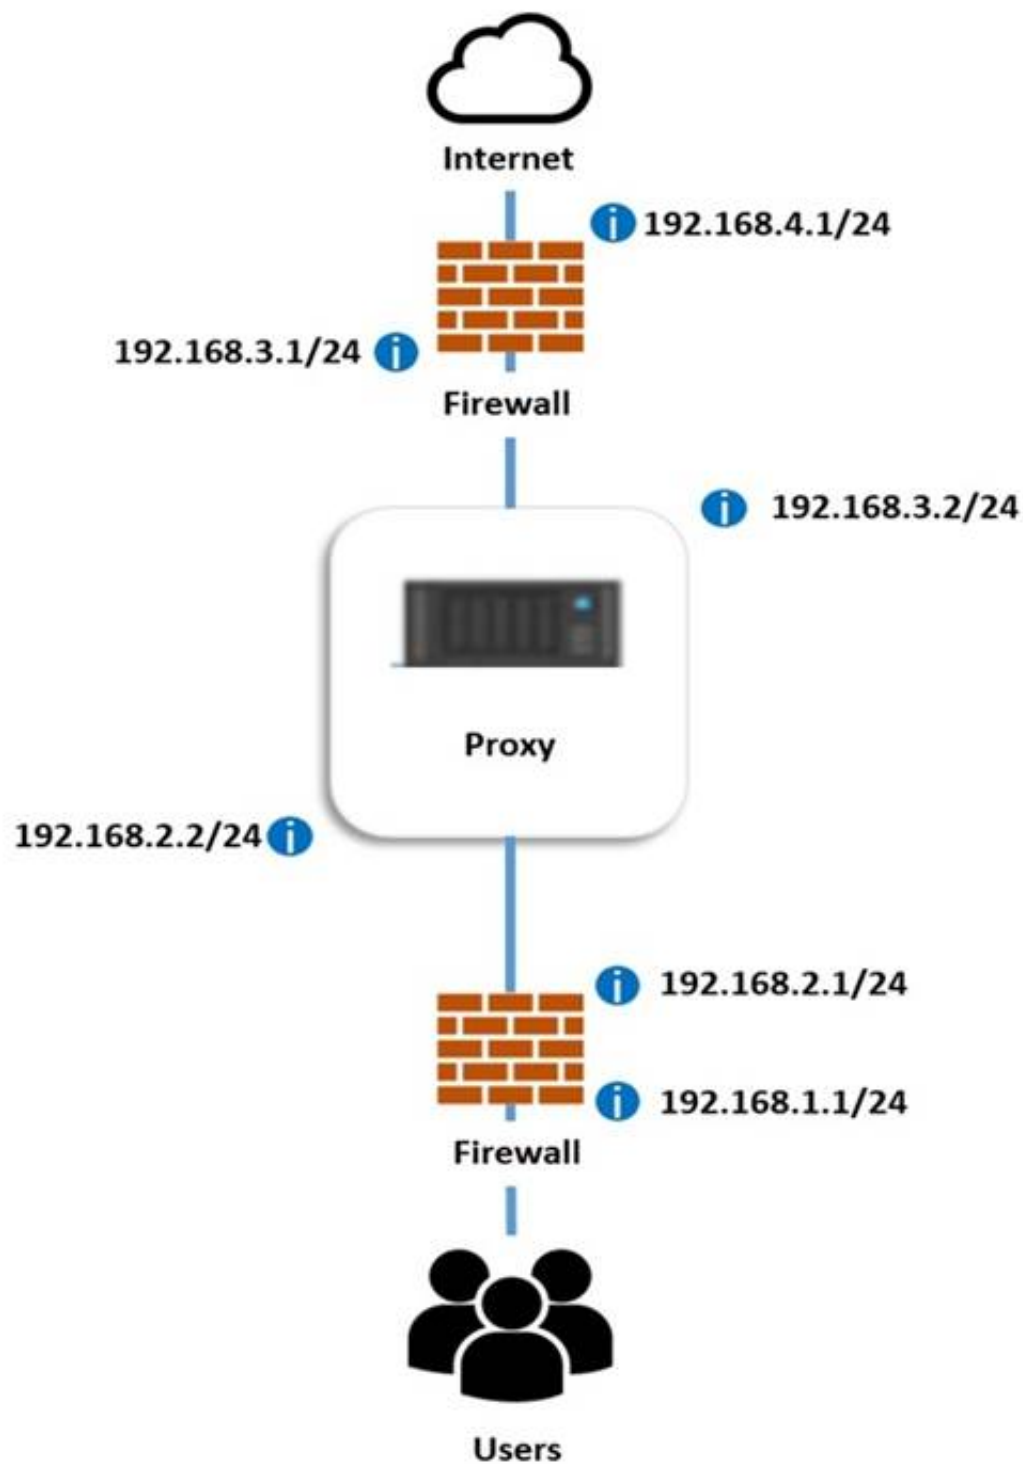 Internet
192.168.4.1/24
192.168.3.1/24
Firewall
192.168.3.2/24
Proxy
192.168.2.2/24
192.168.2.1/24
192.168.1.1/24
Firewall
Users